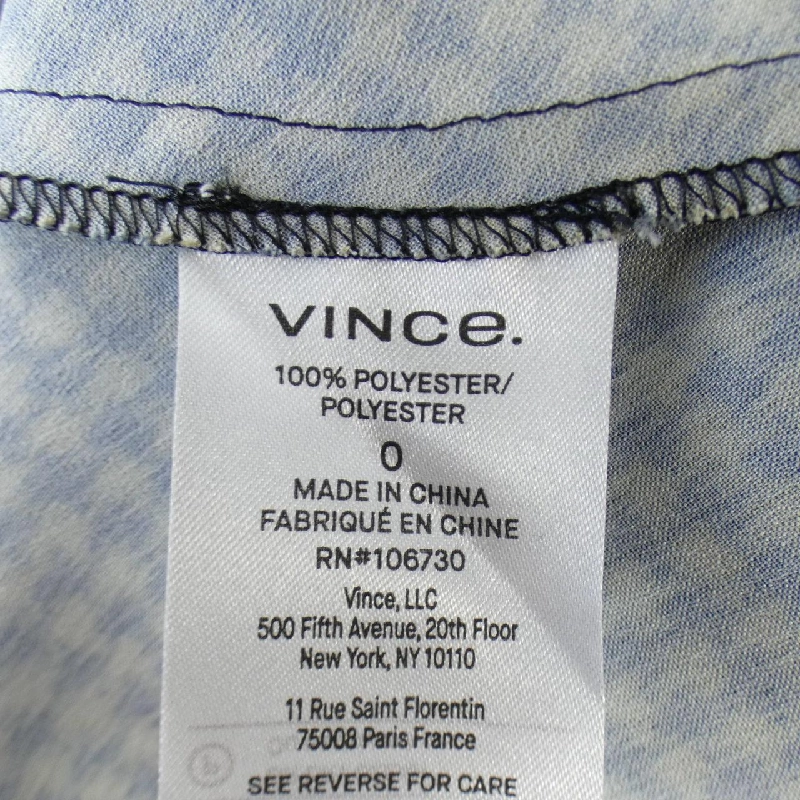 VINCE.
100% POLYESTER/
POLYESTER
0
MADE IN CHINA
FABRIQUÉ EN CHINE
RN#106730
Vince, LLC
500 Fifth Avenue, 20th Floor
New York, NY 10110
11 Rue Saint Florentin
75008 Paris France
SEE REVERSE FOR CARE